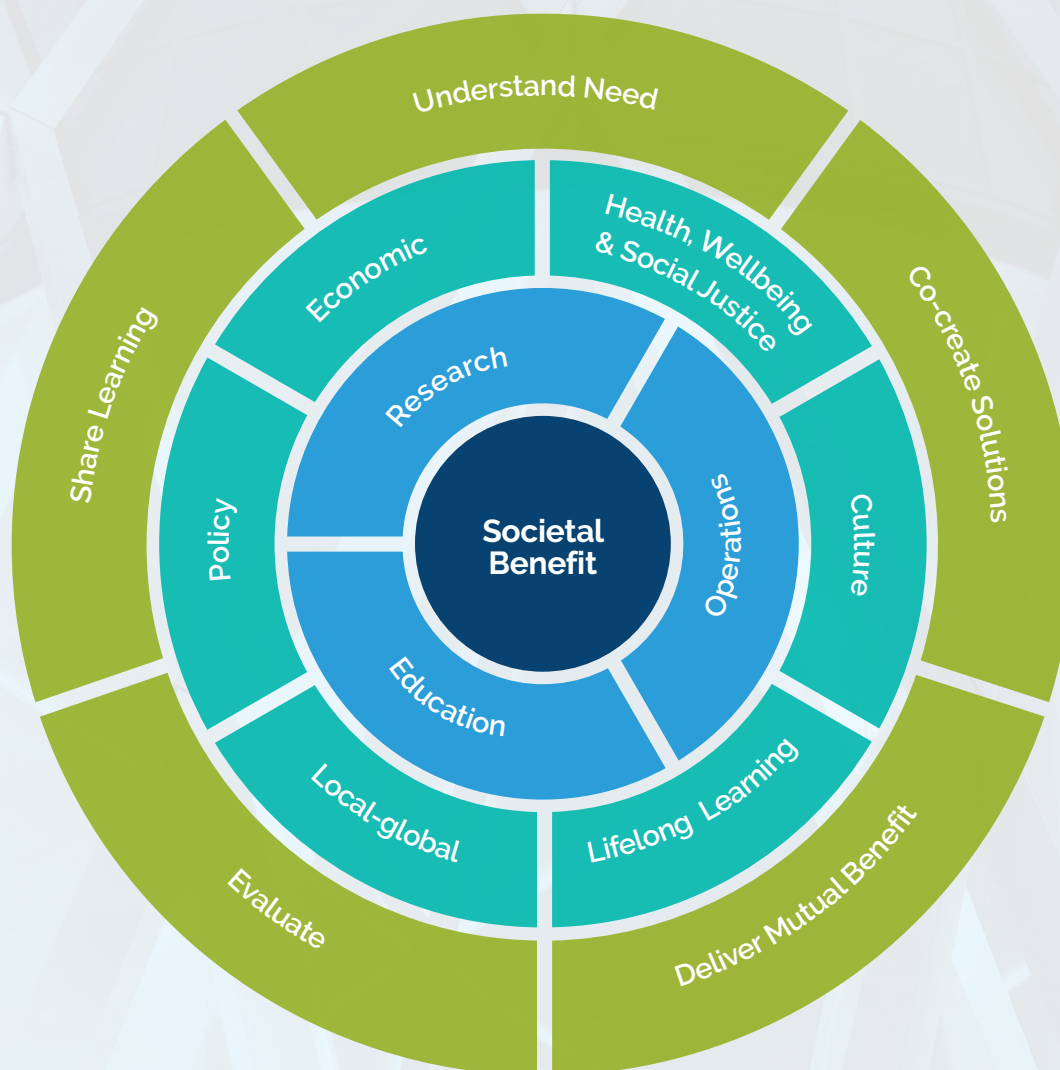 Understand Need
Health, Wellbeing
& Social Justice
Economic
Co-create Solutions
Share Learning
Research
Operations
Culture
Policy
Societal
Benefit
Education
Lifelong Learning
Local-global
Deliver Mutual Benefit
Evaluate